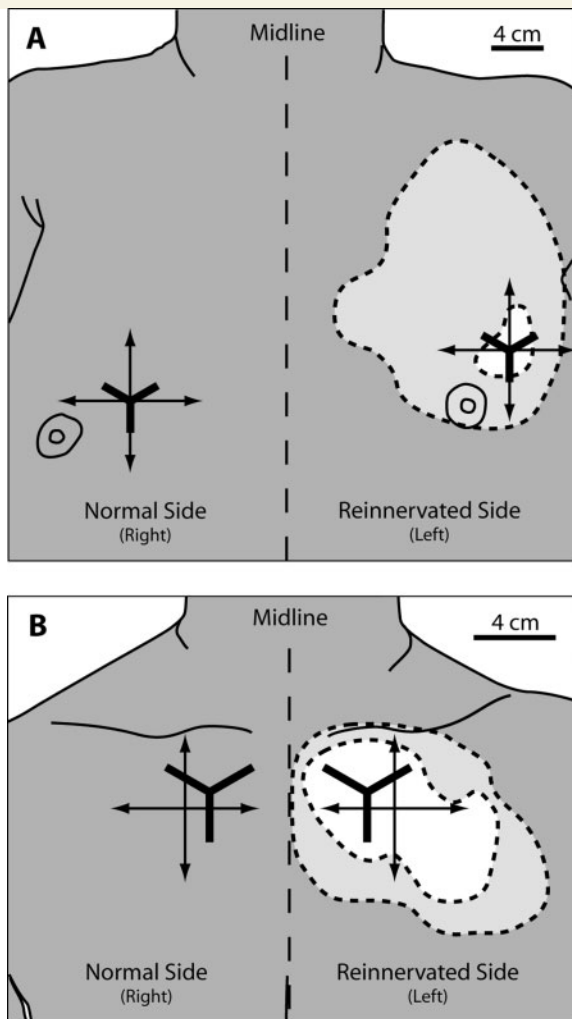 A
Midline
4 cm
Normal Side
(Right)
Reinnervated Side
(Left)
B
Midline
4 cm
Normal Side
(Right)
Reinnervated Side
(Left)